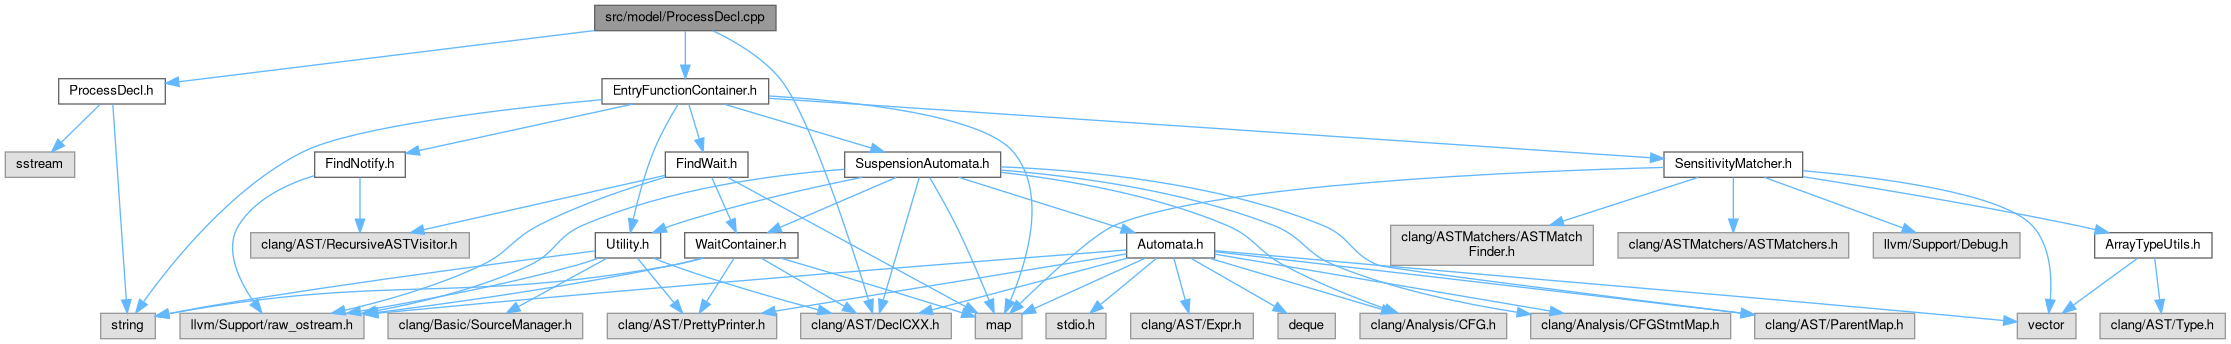 src/model/ProcessDecl.cpp
ProcessDecl.h
EntryFunctionContainer.h
sstream
FindNotify.h
FindWait.h
SuspensionAutomata.h
SensitivityMatcher.h
clang/AST/RecursiveASTVisitor.h
Utility.h
WaitContainer.h
Automata.h
clang/ASTMatchers/ASTMatch
Finder.h
clang/ASTMatchers/ASTMatchers.h
llvm/Support/Debug.h
ArrayTypeUtils.h
string
llvm/Support/raw_ostream.h
clang/Basic/SourceManager.h
clang/AST/PrettyPrinter.h
clang/AST/DeclCXX.h
map
stdio.h
clang/AST/Expr.h
deque
clang/Analysis/CFG.h
clang/Analysis/CFGStmtMap.h
clang/AST/ParentMap.h
vector
clang/AST/Type.h